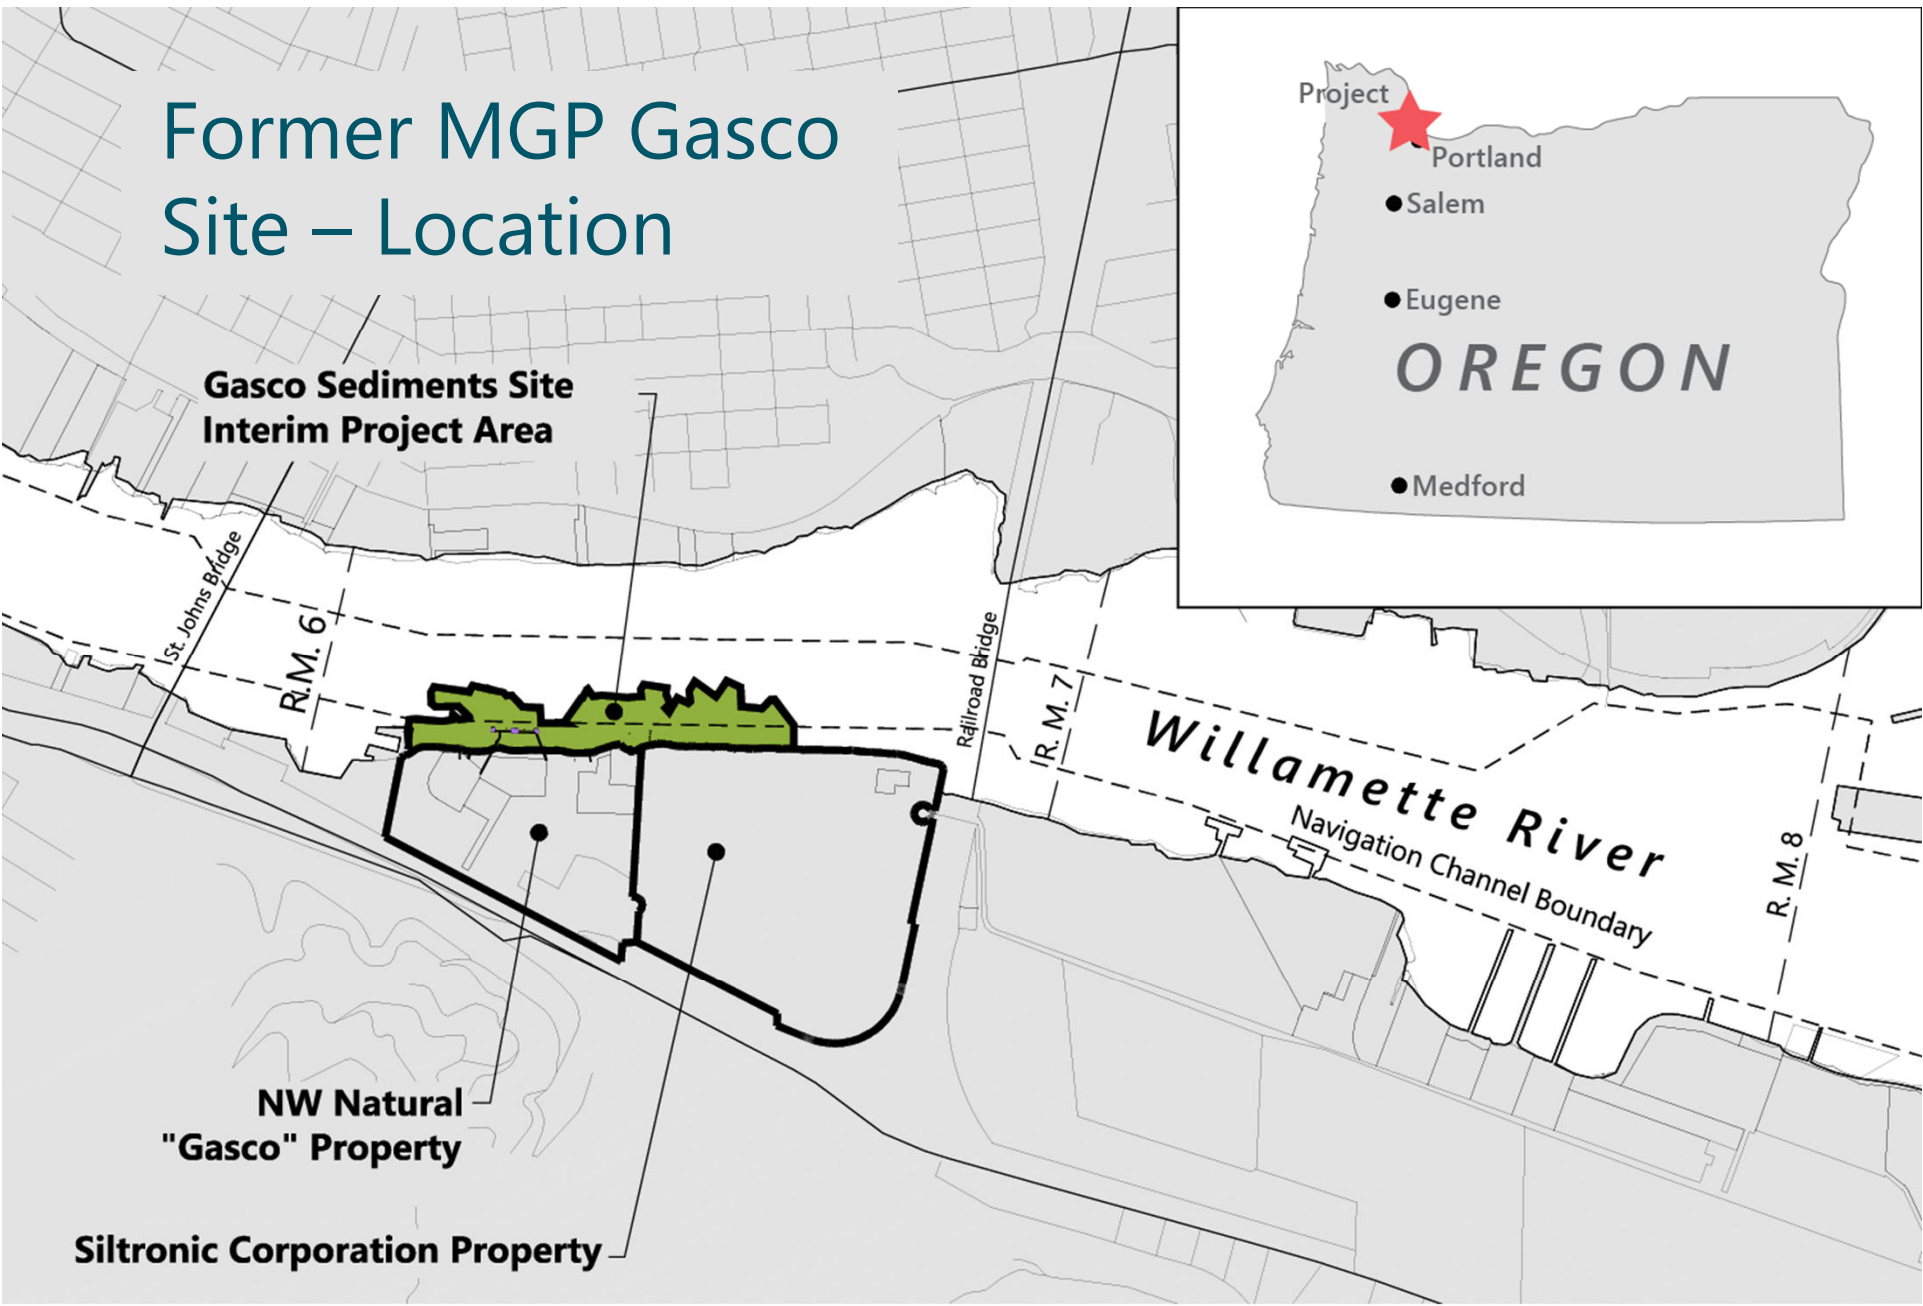 Former MGP Gasco
Site – Location
Project
Portland
Salem
Eugene
OREGON
Medford
Gasco Sediments Site
Interim Project Area
St. Johns Bridge
R.M. 6
Railroad Bridge
R. M. 7
Willamette River
Navigation Channel Boundary
R. M. 8
NW Natural
"Gasco" Property
Siltronic Corporation Property